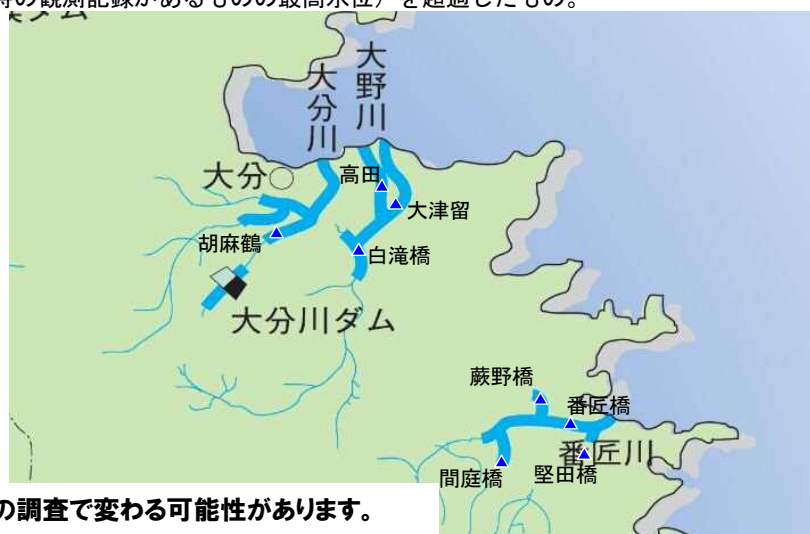 時の観測記録があるものの最高水位）を超過したもの。
ダム
大野川
大分川
大分
高田
大津留
胡麻鶴
白滝橋
大分川ダム
蕨野橋
番匠橋
番匠川
間庭橋
堅田橋
の調査で変わる可能性があります。